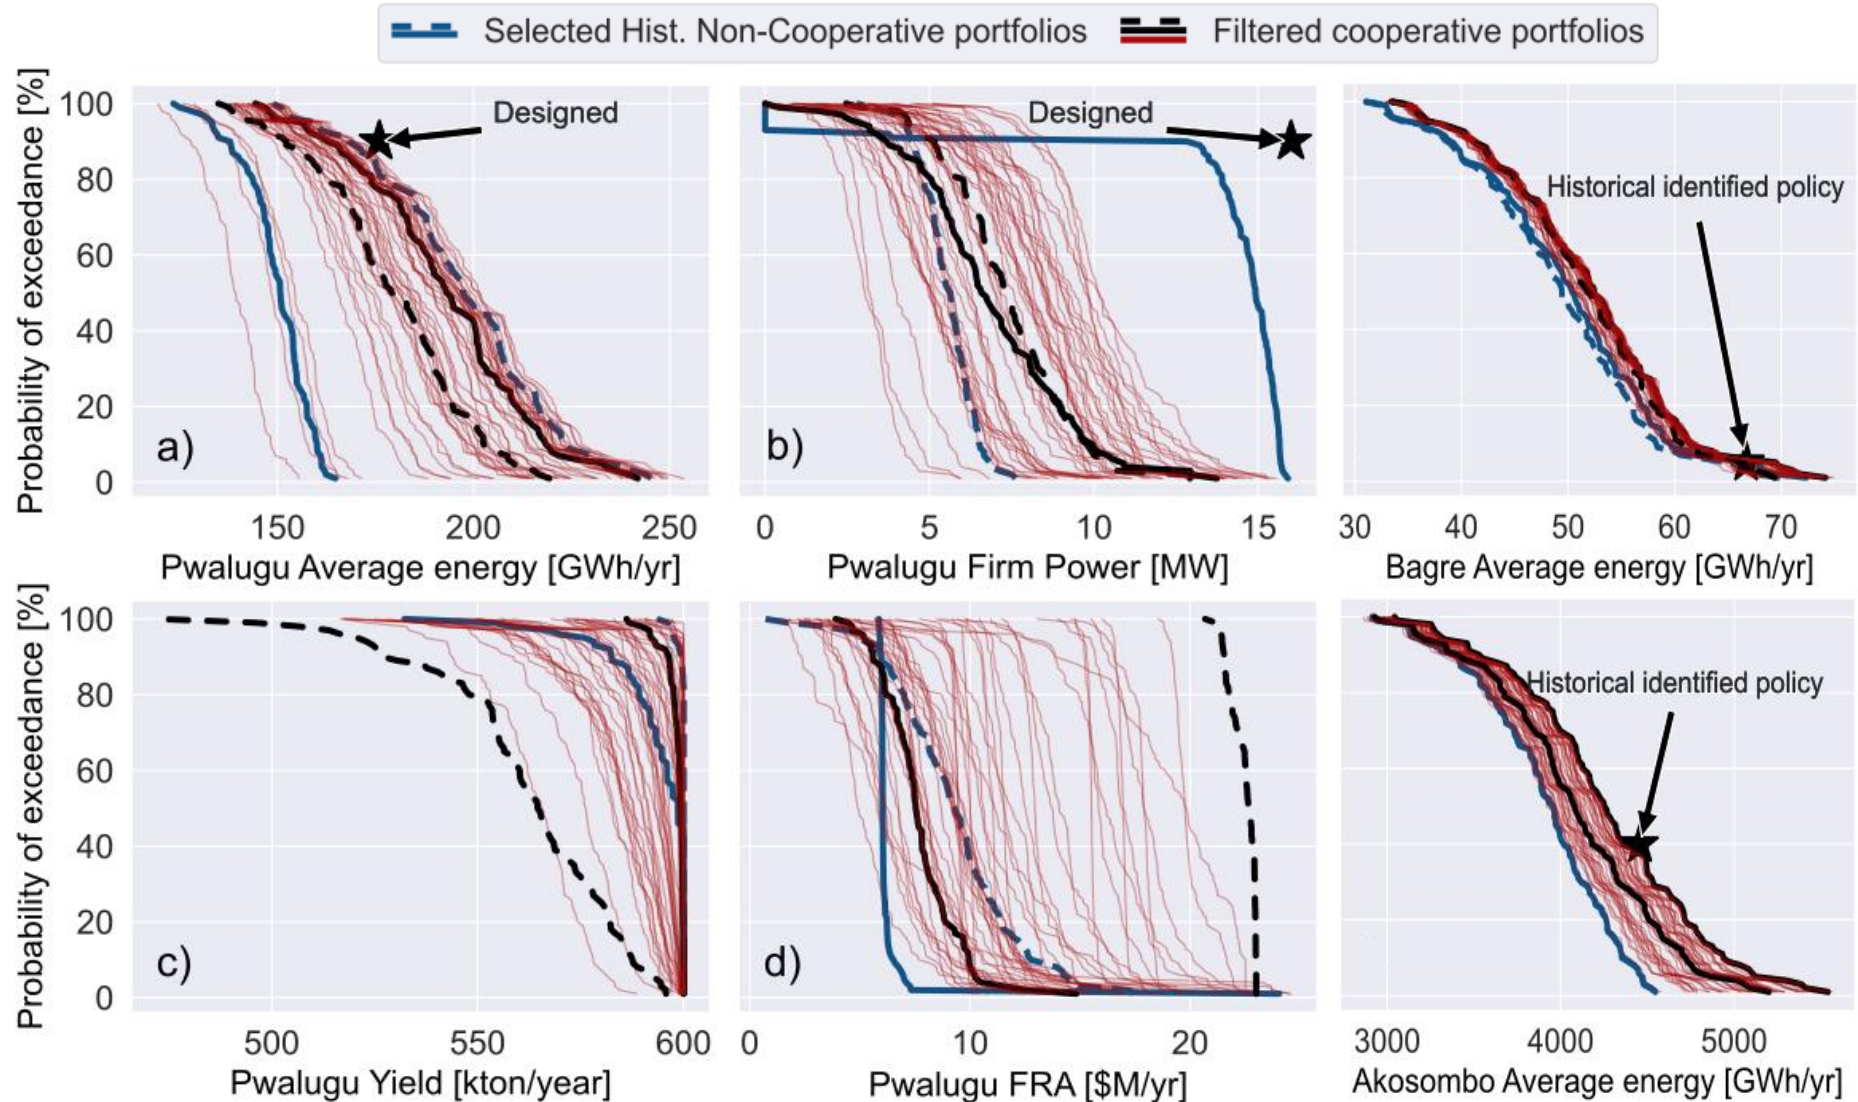 Selected Hist. Non-Cooperative portfolios
Filtered cooperative portfolios
Probability of exceedance [%]
100
80
60
40
20
0
Designed
a)
150
200
250
Pwalugu Average energy [GWh/yr]
Designed
b)
0
5
10
15
Pwalugu Firm Power [MW]
Historical identified policy
30
40
50
60
70
Bagre Average energy [GWh/yr]
Probability of exceedance [%]
100
80
60
40
20
0
c)
500
550
600
Pwalugu Yield [kton/year]
d)
0
10
20
Pwalugu FRA [$M/yr]
Historical identified policy
3000
4000
5000
Akosombo Average energy [GWh/yr]